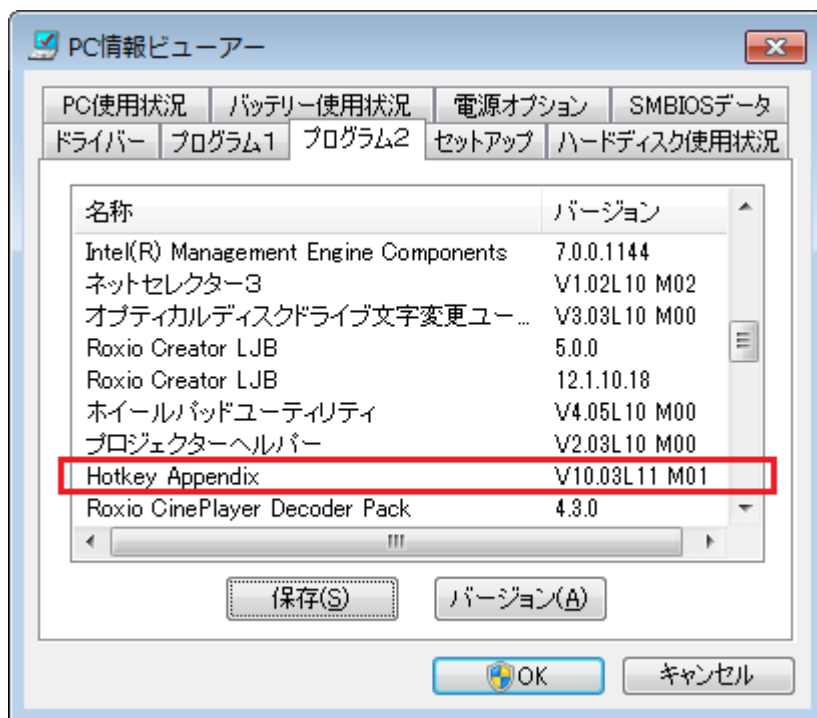 PC情報ビューアー
PC使用状況 バッテリー使用状況 電源オプション SMBIOSデータ
ドライバー プログラム1 プログラム2 セットアップ ハードディスク使用状況
名称 バージョン
Intel(R) Management Engine Components 7.0.0.1144
ネットセレクター3 V1.02L10 M02
オプティカルディスクドライブ文字変更ユー... V3.03L10 M00
Roxio Creator LJB 5.0.0
Roxio Creator LJB 12.1.10.18
ホイールパッドユーティリティ V4.05L10 M00
プロジェクターヘルパー V2.03L10 M00
Hotkey Appendix V10.03L11 M01
Roxio CinePlayer Decoder Pack 4.3.0
保存(S) バージョン(A)
OK キャンセル